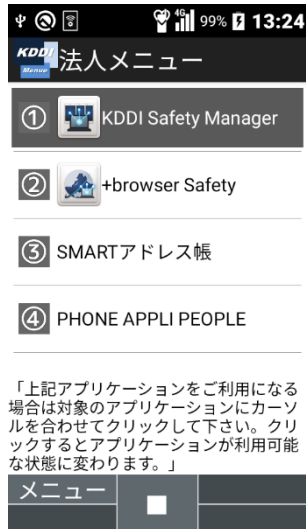 4G 99% 13:24
KDDI 法人メニュー
Menue
① KDDI Safety Manager
② +browser Safety
③ SMARTアドレス帳
④ PHONE APPLI PEOPLE
「上記アプリケーションをご利用になる
場合は対象のアプリケーションにカーソ
ルを合わせてクリックして下さい。クリ
ックするとアプリケーションが利用可能
な状態に変わります。」
メニュー